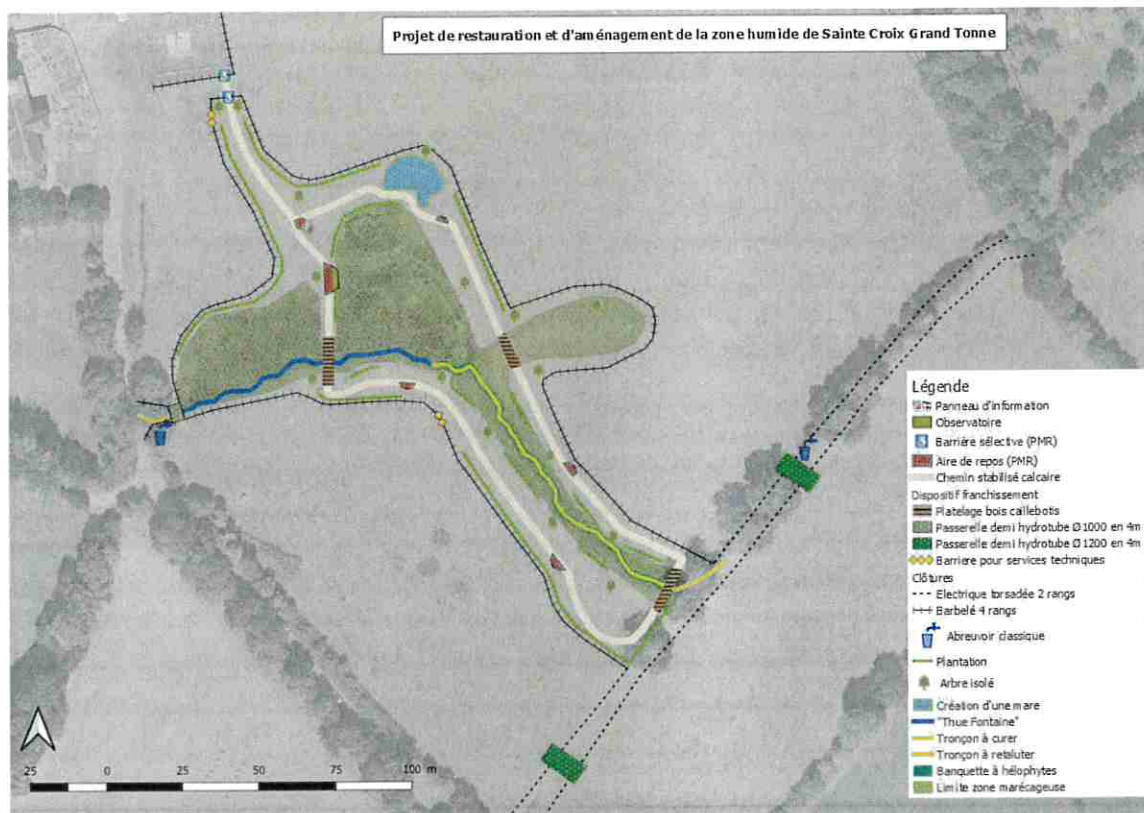 Projet de restauration et d'aménagement de la zone humide de Sainte Croix Grand Tonne
Légende
Panneau d'information
Observatoire
Barrière sélective (PMR)
Aire de repos (PMR)
Chemin stabilisé calcaire
Dispositif franchissement
Platelage bois caillebotis
Passerelle demi hydrotube Ø 1000 en 4m
Passerelle demi hydrotube Ø 1200 en 4m
Barriere pour services techniques
Clôtures
Electrique torsadée 2 rangs
Barbelé 4 rangs
Abreuvoir classique
Plantation
Arbre isolé
Création d'une mare
"Thue Fontaine"
Tronçon à curer
Tronçon à retaluter
Banquette à hélophytes
Limite zone marécageuse
25 0 25 50 75 100 m